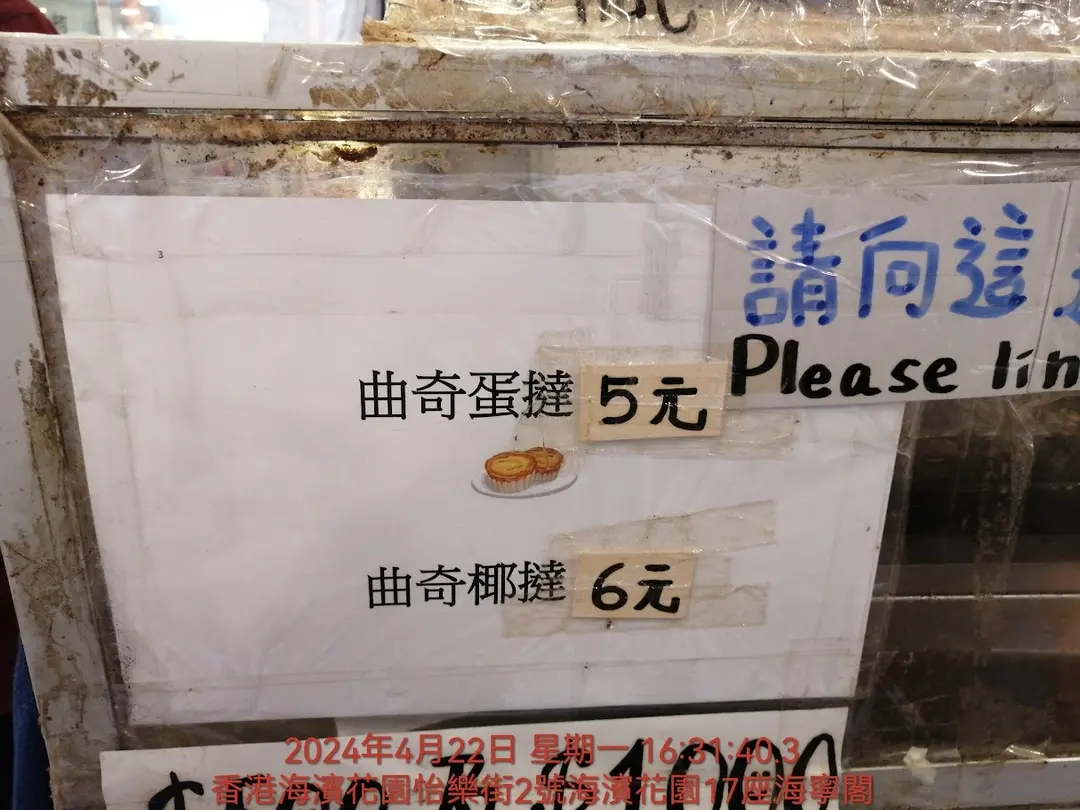 3
請向這
Please lin
曲奇蛋撻 5元
曲奇椰撻 6元
2024年4月22日 星期一 16:31:40.3
香港海濱花園怡樂街2號海濱花園17座海寧閣